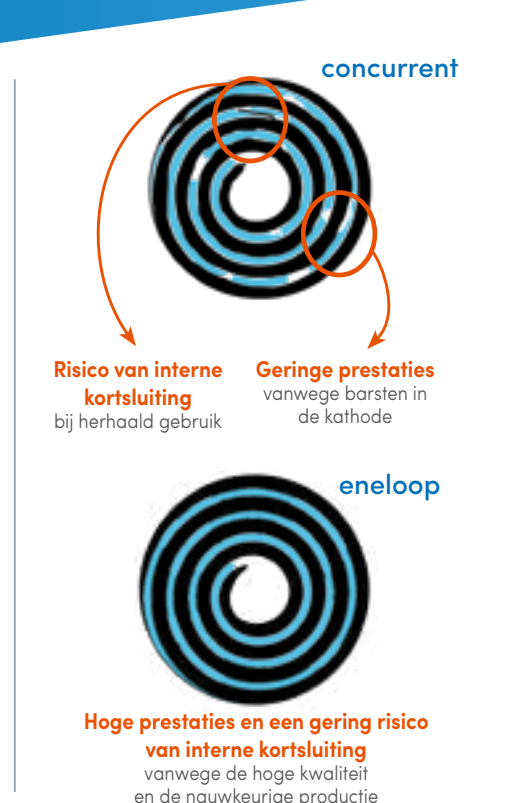 concurrent
Risico van interne
kortsluiting
bij herhaald gebruik
Geringe prestaties
vanwege barsten in
de kathode
eneloop
Hoge prestaties en een gering risico
van interne kortsluiting
vanwege de hoge kwaliteit
en de nauwkeurige productie